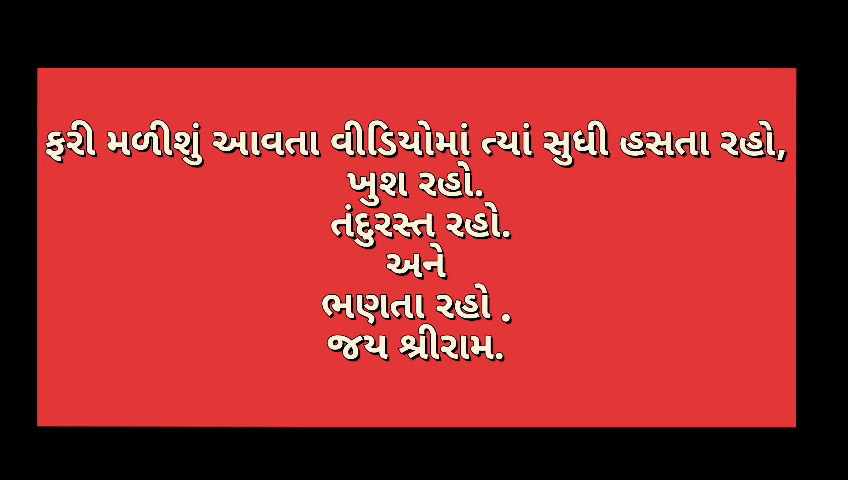 ફરી મળીશું આવતા વીડિયોમાં ત્યાં સુધી હસતા રહો,
ખુશ રહો.
તંદુરસ્ત રહો.
અને
ભણતા રહો .
જય શ્રીરામ.